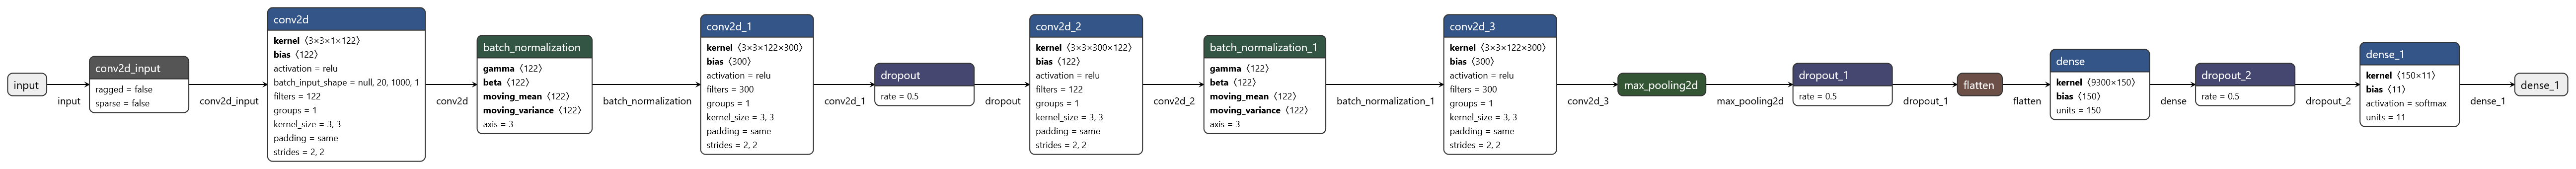 input
input
conv2d_input
ragged = false
sparse = false
conv2d_input
conv2d
kernel 〈3×3×1×122〉
bias 〈122〉
activation = relu
batch_input_shape = null, 20, 1000, 1
filters = 122
groups = 1
kernel_size = 3, 3
padding = same
strides = 2, 2
conv2d
batch_normalization
gamma 〈122〉
beta 〈122〉
moving_mean 〈122〉
moving_variance 〈122〉
axis = 3
batch_normalization
conv2d_1
kernel 〈3×3×122×300〉
bias 〈300〉
activation = relu
filters = 300
groups = 1
kernel_size = 3, 3
padding = same
strides = 2, 2
conv2d_1
dropout
rate = 0.5
dropout
conv2d_2
kernel 〈3×3×300×122〉
bias 〈122〉
activation = relu
filters = 122
groups = 1
kernel_size = 3, 3
padding = same
strides = 2, 2
conv2d_2
batch_normalization_1
gamma 〈122〉
beta 〈122〉
moving_mean 〈122〉
moving_variance 〈122〉
axis = 3
batch_normalization_1
conv2d_3
kernel 〈3×3×122×300〉
bias 〈300〉
activation = relu
filters = 300
groups = 1
kernel_size = 3, 3
padding = same
strides = 2, 2
conv2d_3
max_pooling2d
max_pooling2d
dropout_1
rate = 0.5
dropout_1
flatten
flatten
dense
kernel 〈9300×150〉
bias 〈150〉
units = 150
dense
dropout_2
rate = 0.5
dropout_2
dense_1
kernel 〈150×11〉
bias 〈11〉
activation = softmax
units = 11
dense_1
dense_1